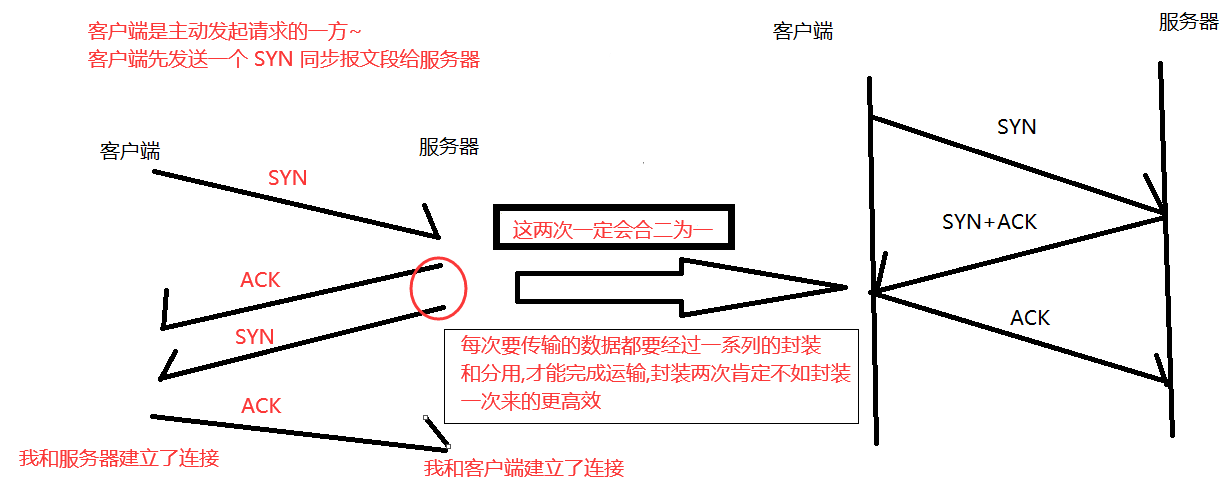 客户端是主动发起请求的一方~
客户端先发送一个 SYN 同步报文段给服务器
客户端
服务器
SYN
ACK
SYN
ACK
我和服务器建立了连接
我和客户端建立了连接
这两次一定会合二为一
每次要传输的数据都要经过一系列的封装
和分用,才能完成运输,封装两次肯定不如封装
一次来的更高效
客户端
服务器
SYN
SYN+ACK
ACK